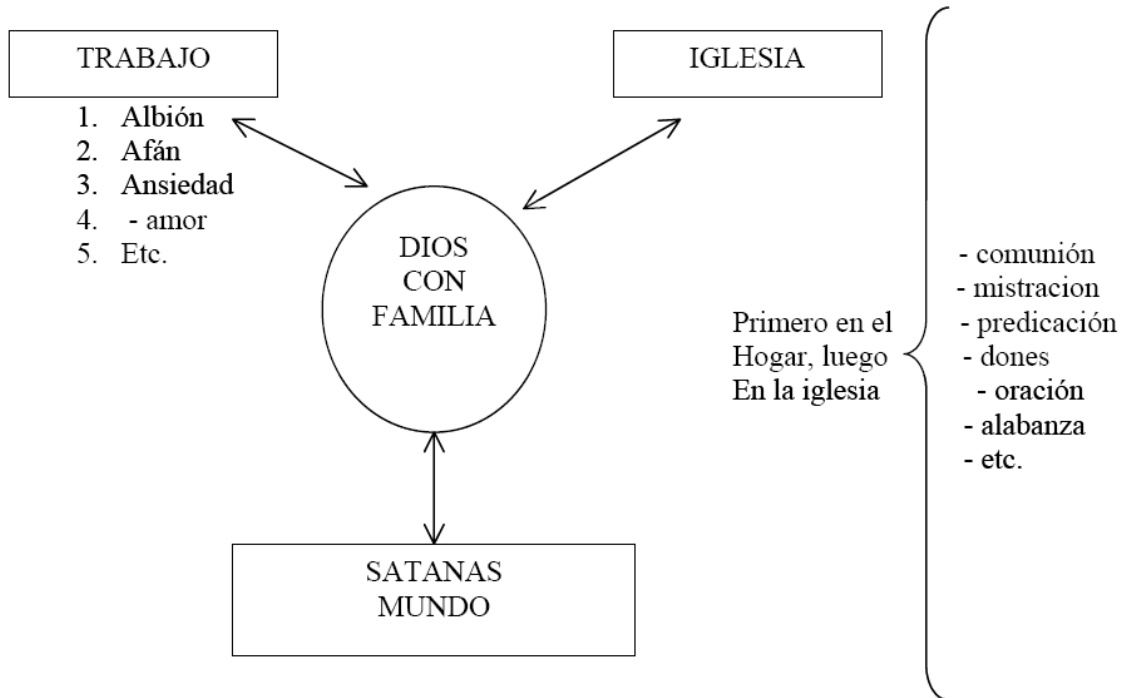 TRABAJO
1. Albión
2. Afán
3. Ansiedad
4. - amor
5. Etc.
IGLESIA
DIOS
CON
FAMILIA
Primero en el
Hogar, luego
En la iglesia
- comunión
- mistracion
- predicación
- dones
- oración
- alabanza
- etc.
SATANAS
MUNDO